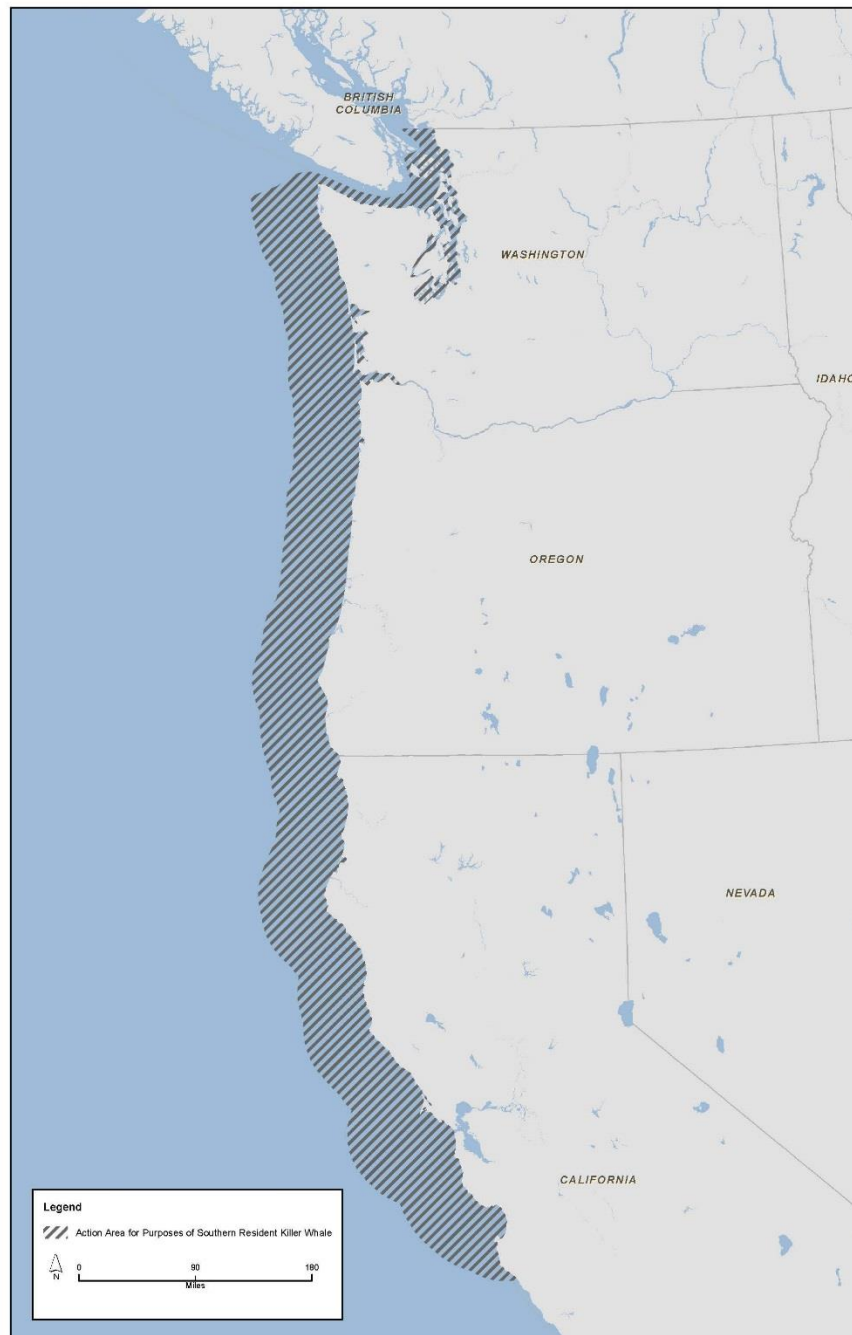 BRITISH
COLUMBIA
WASHINGTON
IDAHO
OREGON
NEVADA
CALIFORNIA
Legend
Action Area for Purposes of Southern Resident Killer Whale
N
0 90 180
Miles